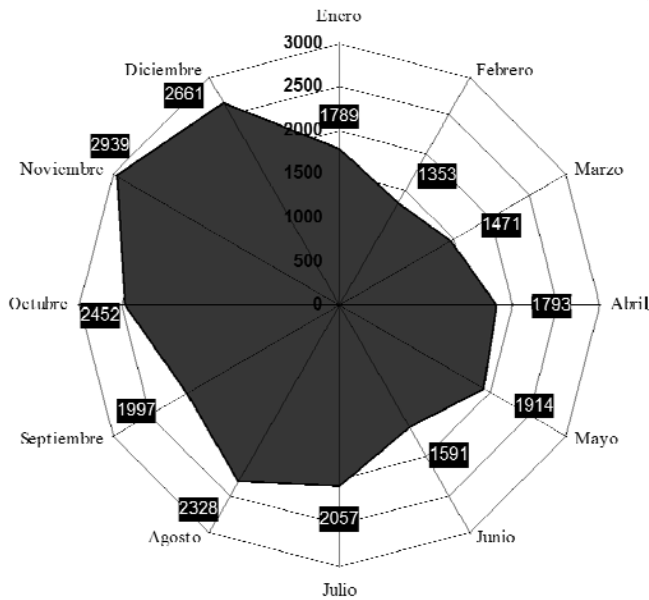 Enero
3000
Diciembre
Febrero
2661
2500
1789
2000
2939
Noviembre
1500
1353
Marzo
1000
1471
500
Octubre
0
1793
Abril
2452
1997
1914
Septiembre
Mayo
1591
2328
2057
Agosto
Junio
Julio